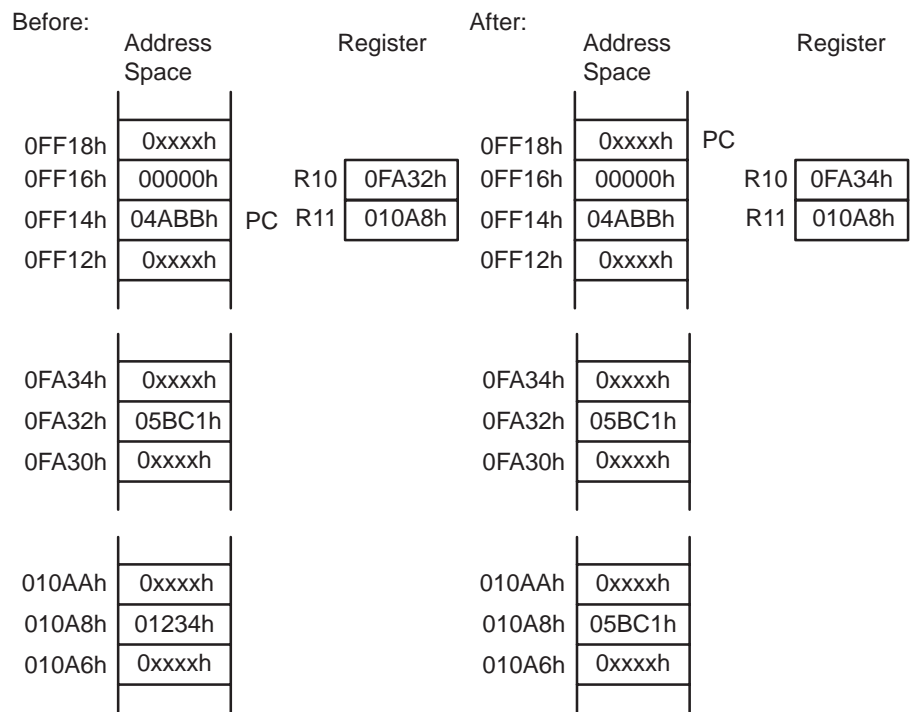 Before:
Address Space
Register
0FF18h 0xxxxh
0FF16h 00000h R10 0FA32h
0FF14h 04ABBh PC R11 010A8h
0FF12h 0xxxxh
0FA34h 0xxxxh
0FA32h 05BC1h
0FA30h 0xxxxh
010AAh 0xxxxh
010A8h 01234h
010A6h 0xxxxh
After:
Address Space
Register
0FF18h 0xxxxh PC
0FF16h 00000h R10 0FA34h
0FF14h 04ABBh R11 010A8h
0FF12h 0xxxxh
0FA34h 0xxxxh
0FA32h 05BC1h
0FA30h 0xxxxh
010AAh 0xxxxh
010A8h 05BC1h
010A6h 0xxxxh